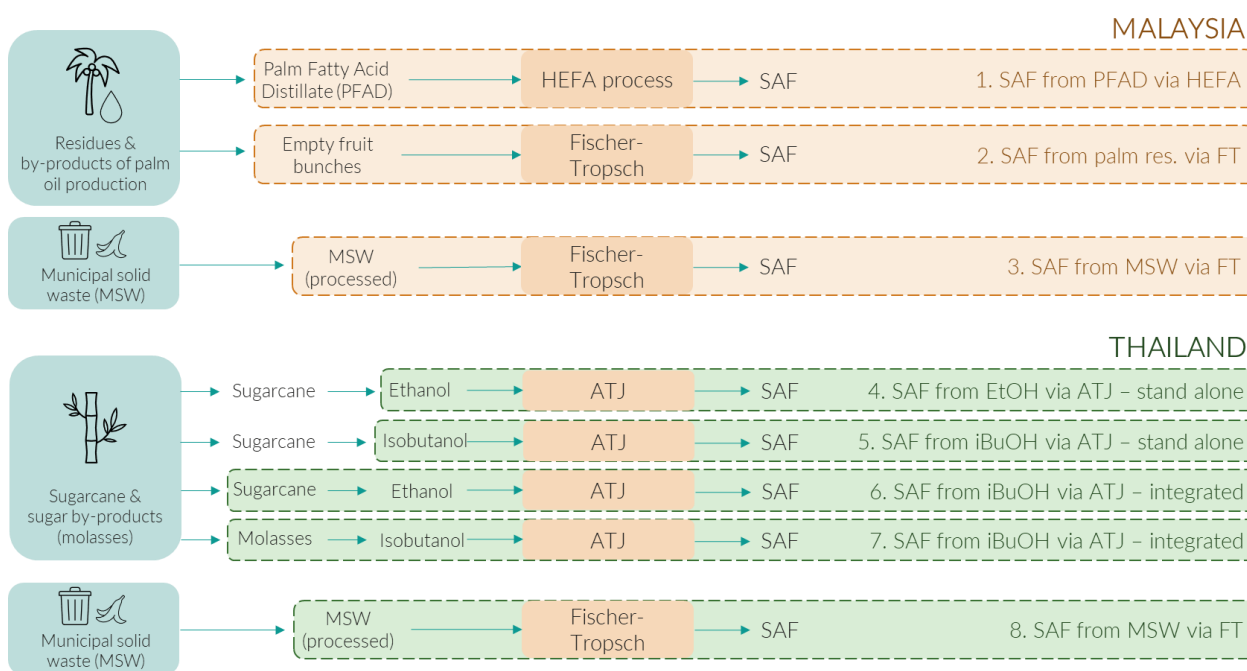 MALAYSIA
Residues &
by-products of palm
oil production
Palm Fatty Acid
Distillate (PFAD)
HEFA process
SAF
1. SAF from PFAD via HEFA
Empty fruit
bunches
Fischer-
Tropsch
SAF
2. SAF from palm res. via FT
Municipal solid
waste (MSW)
MSW
(processed)
Fischer-
Tropsch
SAF
3. SAF from MSW via FT
THAILAND
Sugarcane &
sugar by-products
(molasses)
Sugarcane
Ethanol
ATJ
SAF
4. SAF from EtOH via ATJ – stand alone
Sugarcane
Isobutanol
ATJ
SAF
5. SAF from iBuOH via ATJ – stand alone
Sugarcane
Ethanol
ATJ
SAF
6. SAF from iBuOH via ATJ – integrated
Molasses
Isobutanol
ATJ
SAF
7. SAF from iBuOH via ATJ – integrated
Municipal solid
waste (MSW)
MSW
(processed)
Fischer-
Tropsch
SAF
8. SAF from MSW via FT